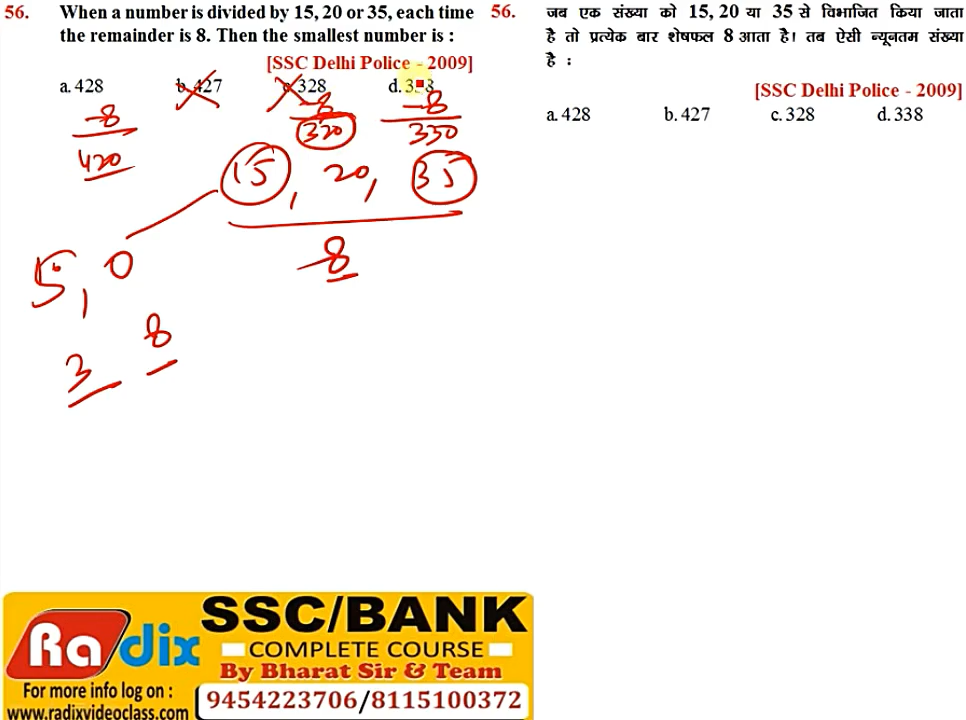 56. When a number is divided by 15, 20 or 35, each time
the remainder is 8. Then the smallest number is :
[SSC Delhi Police - 2009]
a. 428 b. 427 c. 328 d. 338
-8 -8 -8
420 320 330
15, 20, 35
-8
5, 0
3 8
56. जब एक संख्या को 15, 20 या 35 से विभाजित किया जाता
है तो प्रत्येक बार शेषफल 8 आता है। तब ऐसी न्यूनतम संख्या
है :
[SSC Delhi Police - 2009]
a. 428 b. 427 c. 328 d. 338
Radix
SSC/BANK
COMPLETE COURSE
By Bharat Sir & Team
For more info log on :
www.radixvideoclass.com
9454223706/8115100372